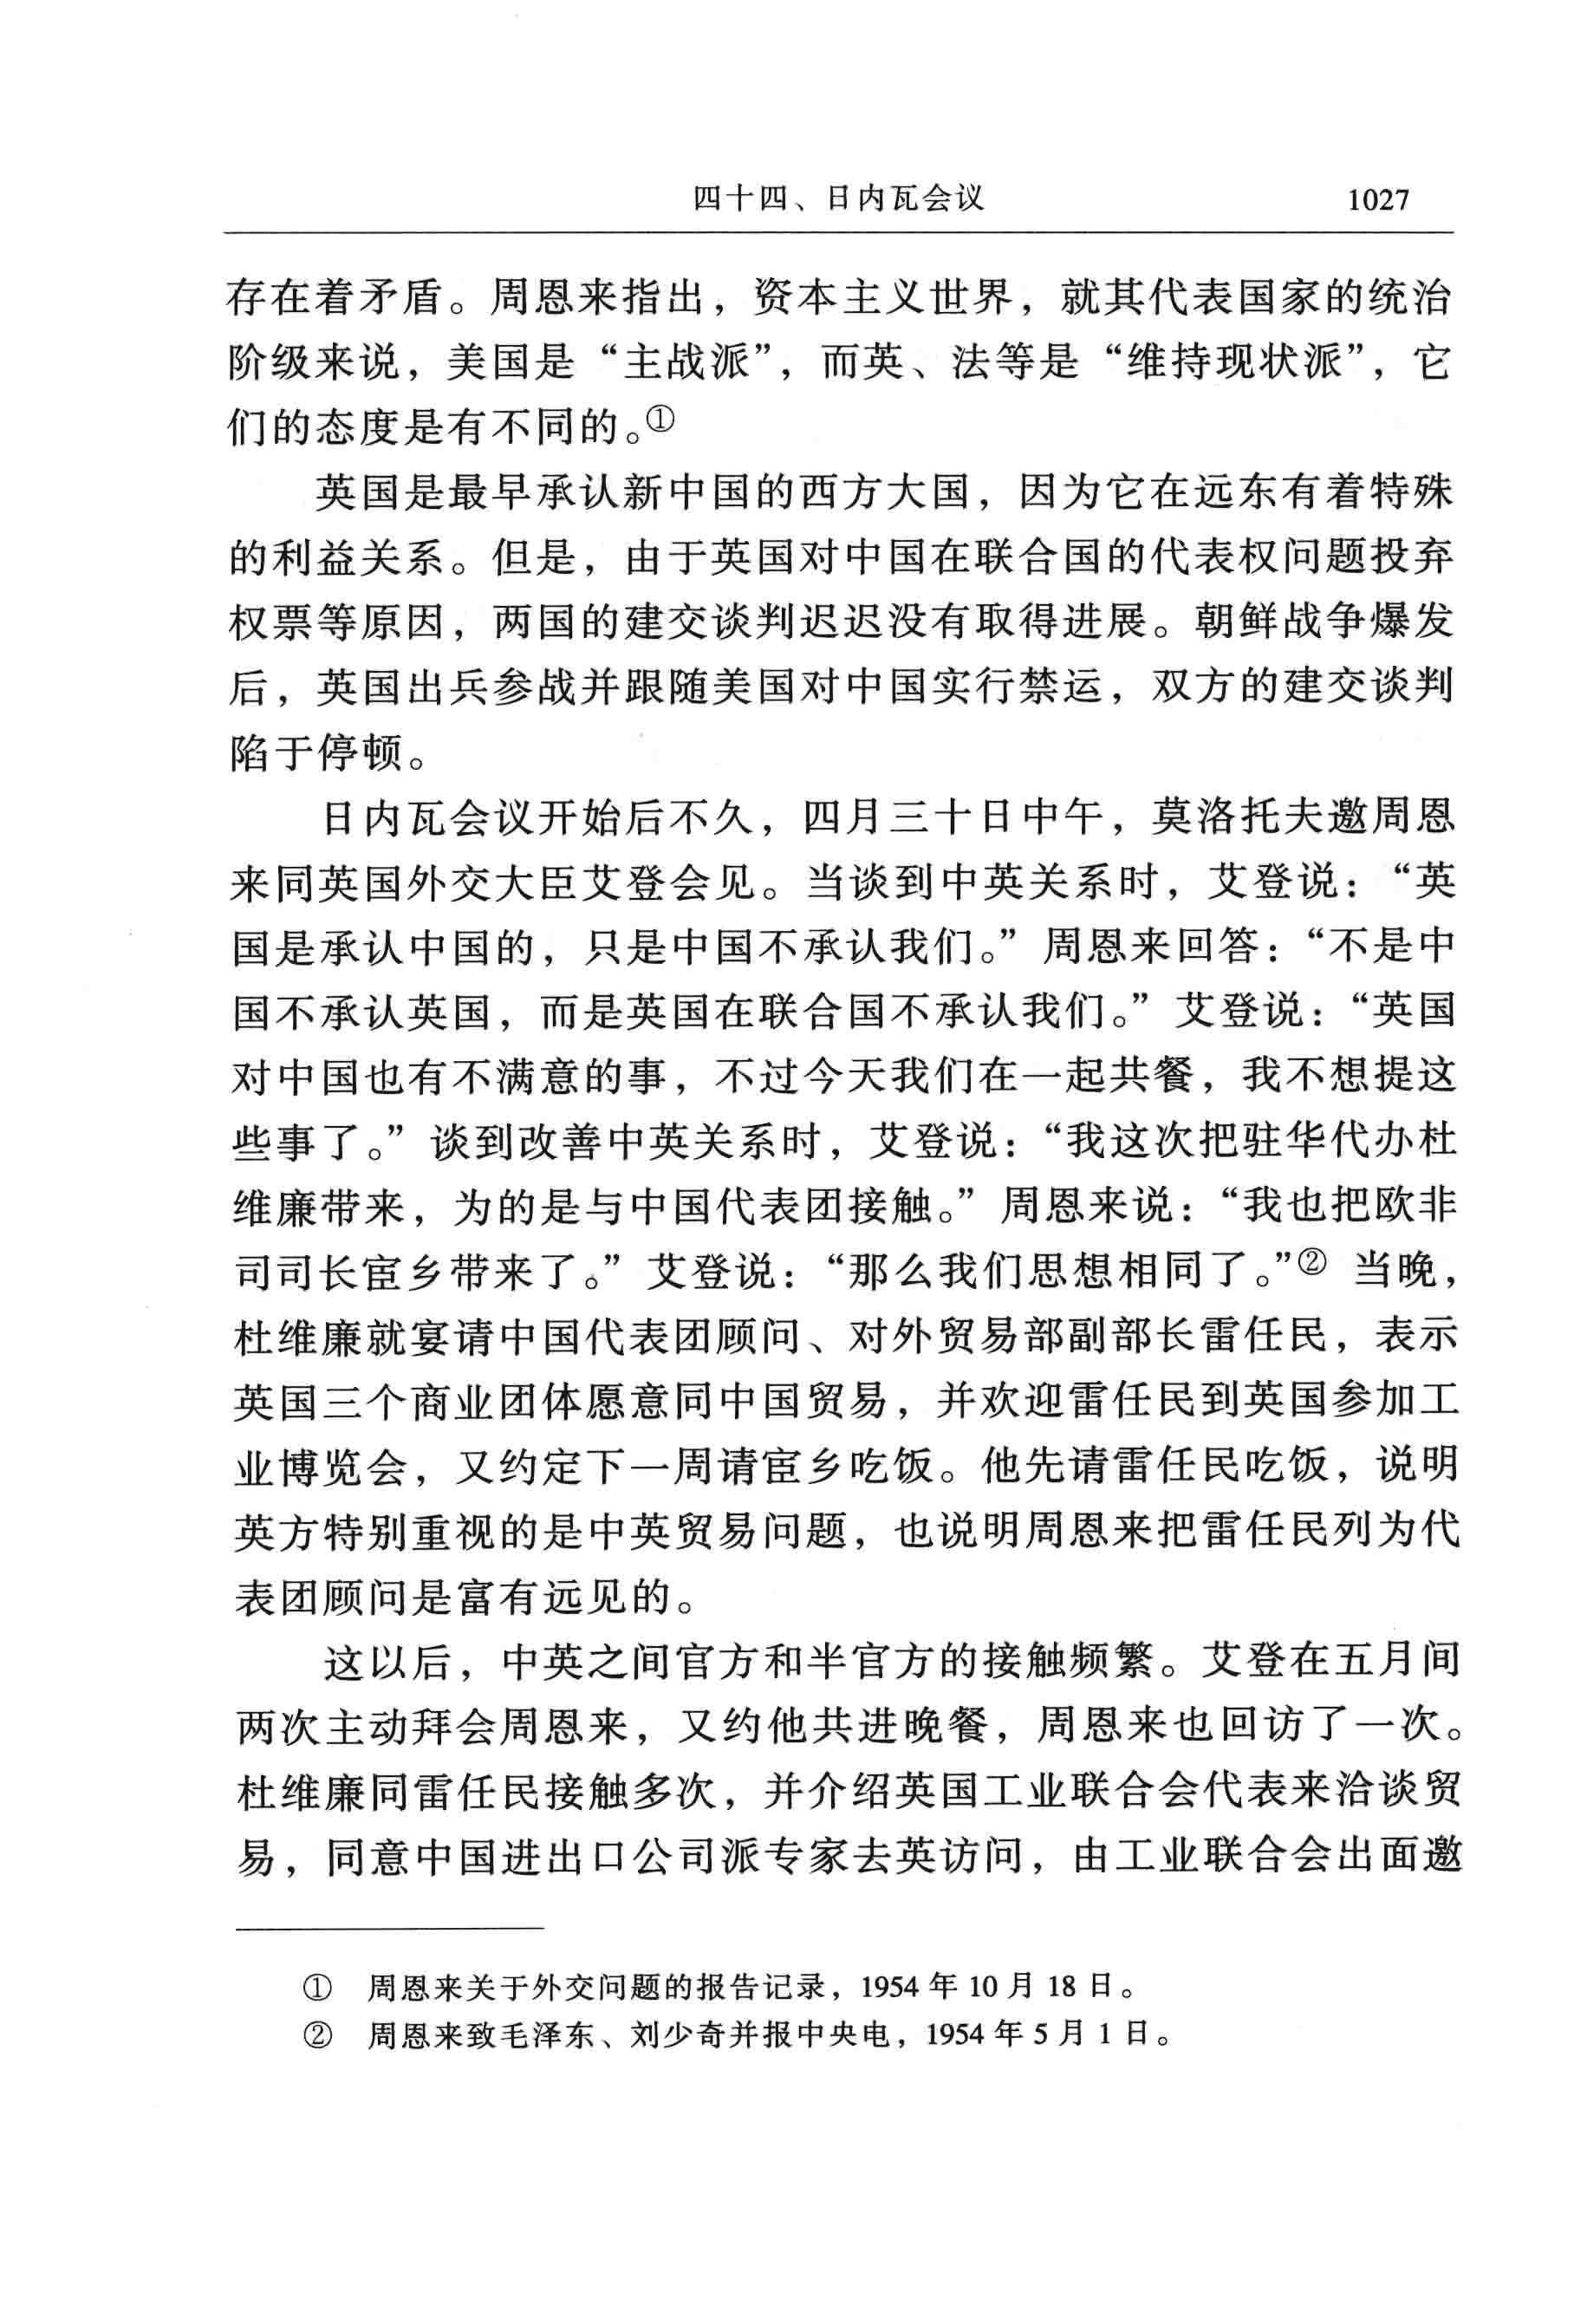 四十四、日内瓦会议 1027
存在着矛盾。周恩来指出，资本主义世界，就其代表国家的统治
阶级来说，美国是“主战派”，而英、法等是“维持现状派”，它
们的态度是有不同的。①
英国是最早承认新中国的西方大国，因为它在远东有着特殊
的利益关系。但是，由于英国对中国在联合国的代表权问题投弃
权票等原因，两国的建交谈判迟迟没有取得进展。朝鲜战争爆发
后，英国出兵参战并跟随美国对中国实行禁运，双方的建交谈判
陷于停顿。
日内瓦会议开始后不久，四月三十日中午，莫洛托夫邀周恩
来同英国外交大臣艾登会见。当谈到中英关系时，艾登说：“英
国是承认中国的，只是中国不承认我们。”周恩来回答：“不是中
国不承认英国，而是英国在联合国不承认我们。”艾登说：“英国
对中国也有不满意的事，不过今天我们在一起共餐，我不想提这
些事了。”谈到改善中英关系时，艾登说：“我这次把驻华代办杜
维廉带来，为的是与中国代表团接触。”周恩来说：“我也把欧非
司司长宦乡带来了。”艾登说：“那么我们思想相同了。”② 当晚，
杜维廉就宴请中国代表团顾问、对外贸易部副部长雷任民，表示
英国三个商业团体愿意同中国贸易，并欢迎雷任民到英国参加工
业博览会，又约定下一周请宦乡吃饭。他先请雷任民吃饭，说明
英方特别重视的是中英贸易问题，也说明周恩来把雷任民列为代
表团顾问是富有远见的。
这以后，中英之间官方和半官方的接触频繁。艾登在五月间
两次主动拜会周恩来，又约他共进晚餐，周恩来也回访了一次。
杜维廉同雷任民接触多次，并介绍英国工业联合会代表来洽谈贸
易，同意中国进出口公司派专家去英访问，由工业联合会出面邀
① 周恩来关于外交问题的报告记录，1954 年 10 月 18 日。
② 周恩来致毛泽东、刘少奇并报中央电，1954 年 5 月 1 日。